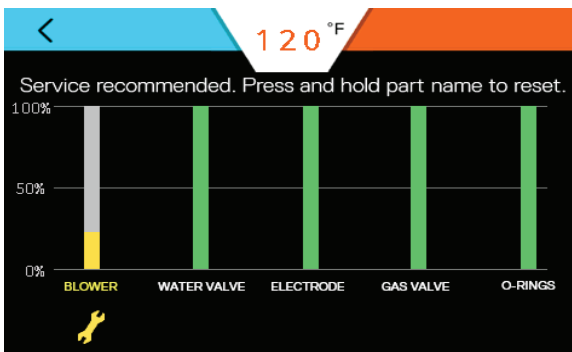 120°F
Service recommended. Press and hold part name to reset.
100%
50%
0%
BLOWER WATER VALVE ELECTRODE GAS VALVE O-RINGS